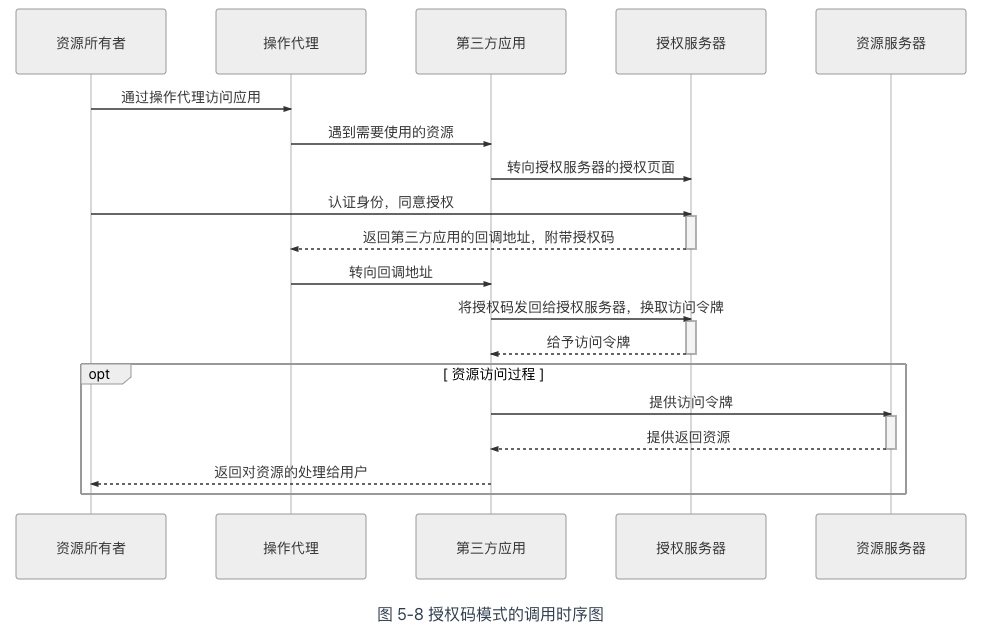 资源所有者
操作代理
第三方应用
授权服务器
资源服务器
通过操作代理访问应用
遇到需要使用的资源
转向授权服务器的授权页面
认证身份，同意授权
返回第三方应用的回调地址，附带授权码
转向回调地址
将授权码发回给授权服务器，换取访问令牌
给予访问令牌
opt
[ 资源访问过程 ]
提供访问令牌
提供返回资源
返回对资源的处理给用户
资源所有者
操作代理
第三方应用
授权服务器
资源服务器
图 5-8 授权码模式的调用时序图